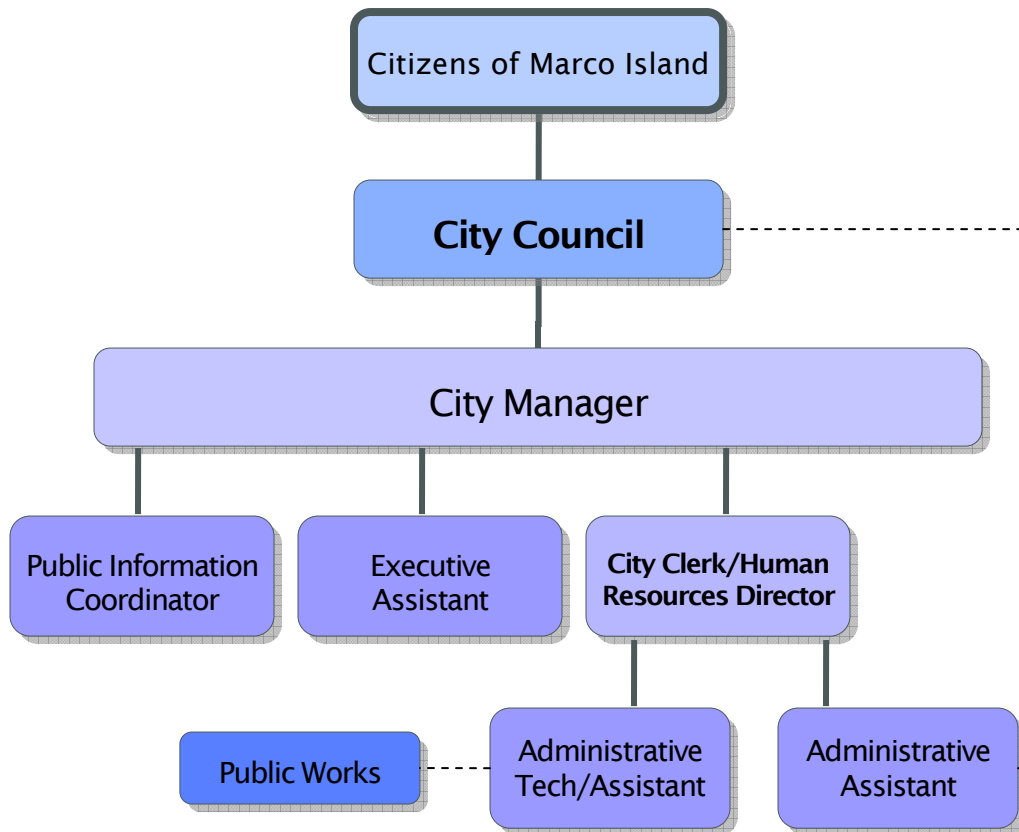 Citizens of Marco Island
City Council
City Manager
Public Information
Coordinator
Executive
Assistant
City Clerk/Human
Resources Director
Public Works
Administrative
Tech/Assistant
Administrative
Assistant